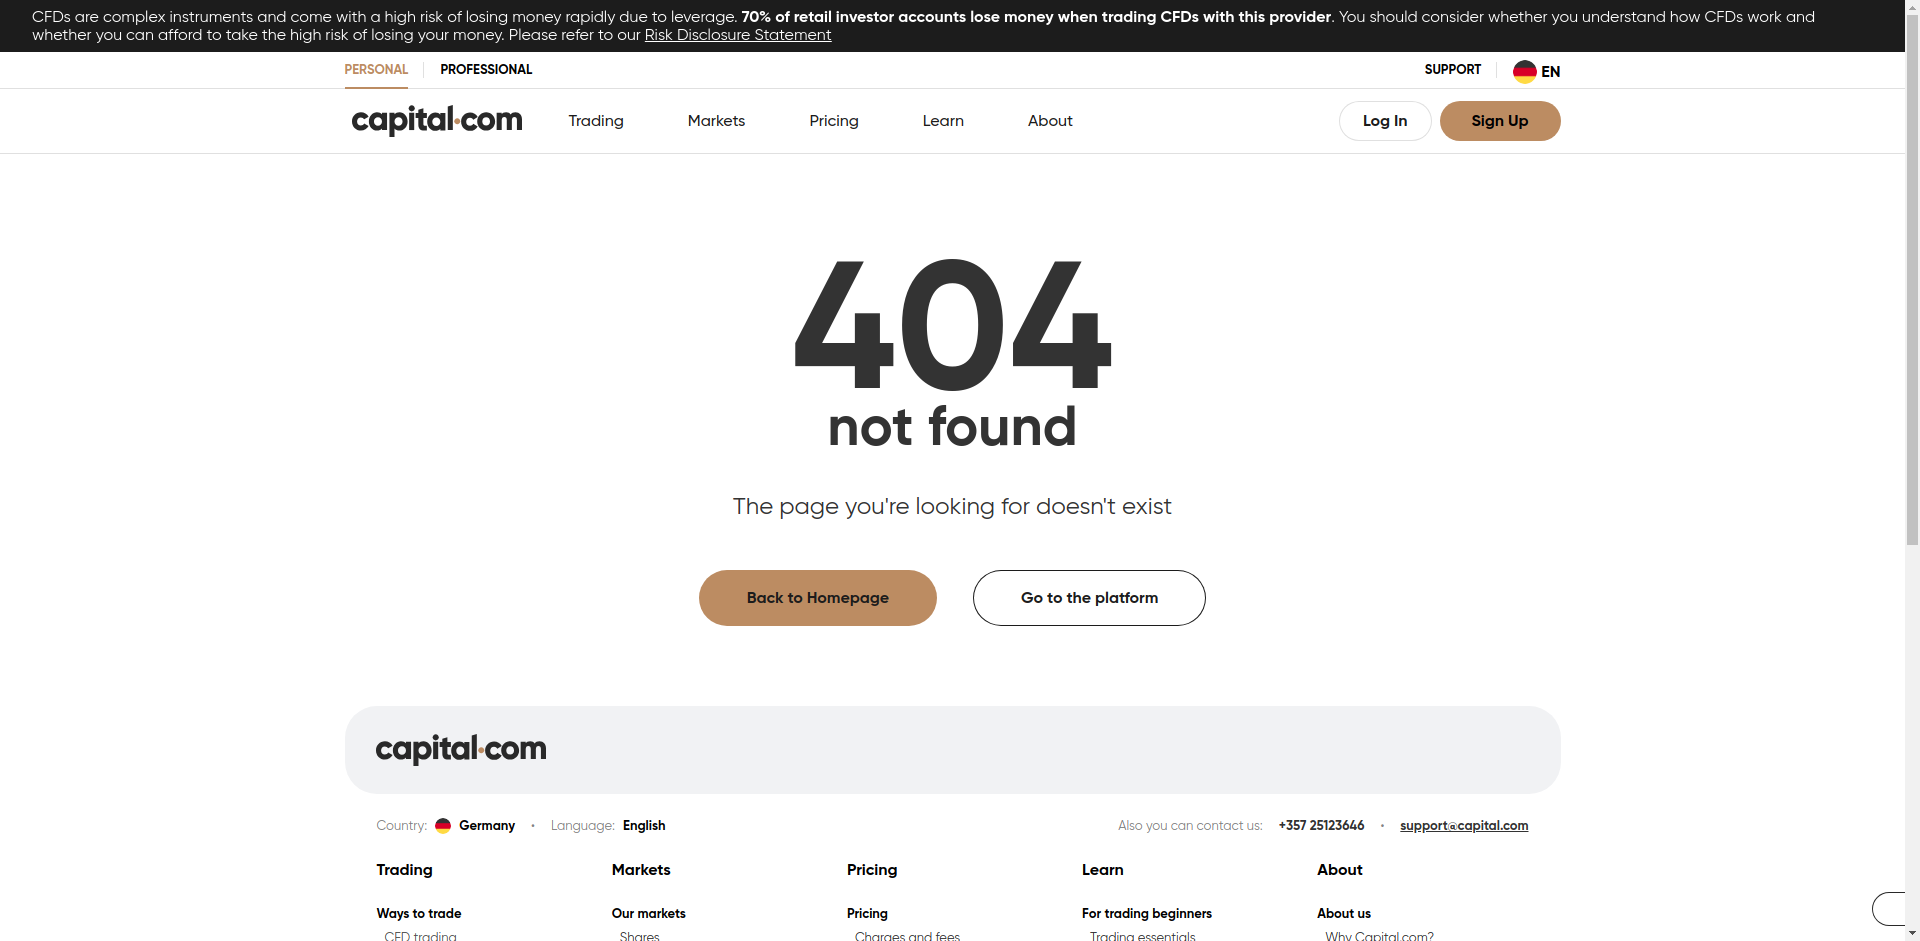 CFDs are complex instruments and come with a high risk of losing money rapidly due to leverage. 70% of retail investor accounts lose money when trading CFDs with this provider. You should consider whether you understand how CFDs work and
whether you can afford to take the high risk of losing your money. Please refer to our Risk Disclosure Statement
PERSONAL PROFESSIONAL SUPPORT EN
capital.com Trading Markets Pricing Learn About Log In Sign Up
404
not found
The page you're looking for doesn't exist
Back to Homepage Go to the platform
capital.com
Country: Germany • Language: English Also you can contact us: +357 25123646 • support@capital.com
Trading Markets Pricing Learn About
Ways to trade Our markets Pricing For trading beginners About us
CFD trading Shares Charges and fees Trading essentials Why Capital.com?